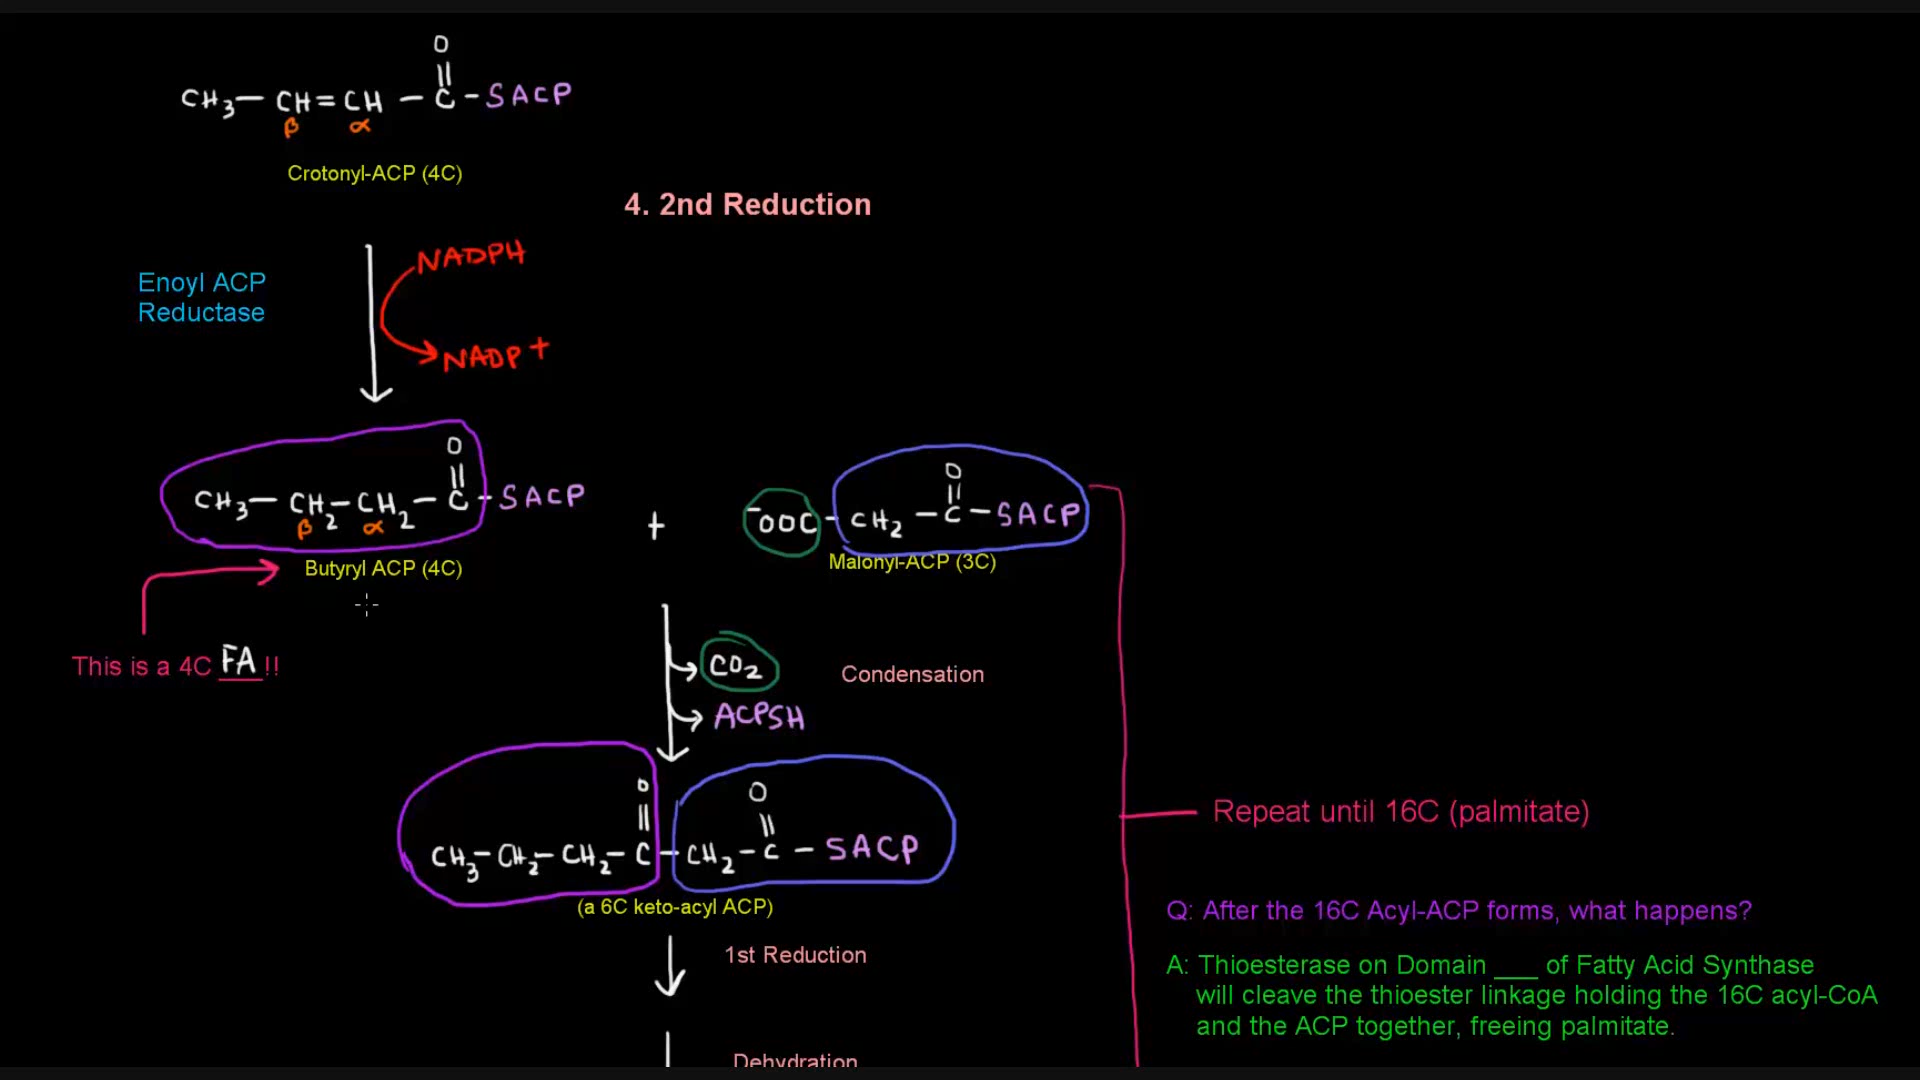 O
||
CH3— CH=CH — C-SACP
β α
Crotonyl-ACP (4C)
4. 2nd Reduction
Enoyl ACP
Reductase
NADPH
NADP+
O
||
CH3— CH2—CH2 — C-SACP
β α
Butyryl ACP (4C)
+
O
||
⁻OOC - CH2 — C — SACP
Malonyl-ACP (3C)
This is a 4C FA!!
CO2
ACPSH
Condensation
O O
|| ||
CH3—CH2—CH2—C—CH2—C — SACP
(a 6C keto-acyl ACP)
1st Reduction
Dehydration
Repeat until 16C (palmitate)
Q: After the 16C Acyl-ACP forms, what happens?
A: Thioesterase on Domain ___ of Fatty Acid Synthase
will cleave the thioester linkage holding the 16C acyl-CoA
and the ACP together, freeing palmitate.